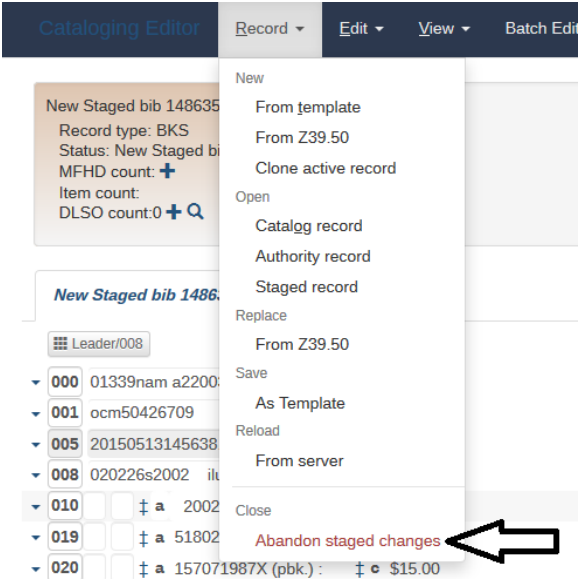 Cataloging Editor Record Edit View Batch Edi
New
From template
New Staged bib 148635
From Z39.50
Record type: BKS
Status: New Staged bi
Clone active record
MFHD count:
Item count:
Open
DLSO count:0
Catalog record
Authority record
Staged record
New Staged bib 1486
Replace
Leader/008
From Z39.50
Save
000 01339nam a2200
As Template
001 ocm50426709
Reload
005 20150513145638
From server
008 020226s2002 ilu
010 ‡ a 2002
Close
019 ‡ a 51802
Abandon staged changes
020 ‡ a 157071987X (pbk.) : ‡ c $15.00